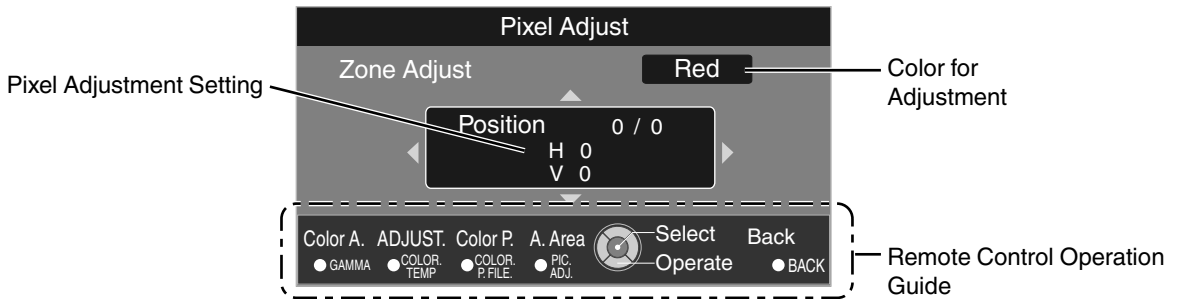 Pixel Adjust
Zone Adjust
Red
Pixel Adjustment Setting
Color for
Adjustment
Position 0 / 0
H 0
V 0
Color A. ADJUST. Color P. A. Area Select Back
GAMMA COLOR. TEMP COLOR. P. FILE. PIC. ADJ. Operate BACK
Remote Control Operation
Guide